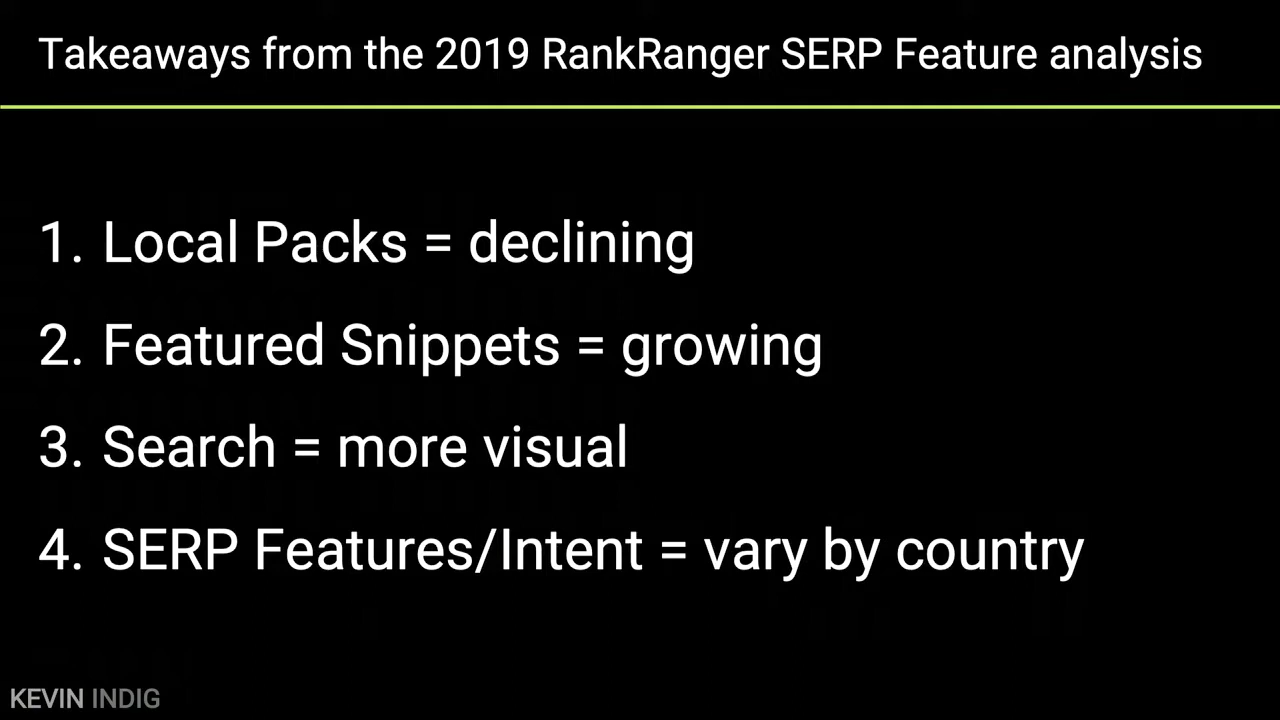 Takeaways from the 2019 RankRanger SERP Feature analysis
1. Local Packs = declining
2. Featured Snippets = growing
3. Search = more visual
4. SERP Features/Intent = vary by country
KEVIN INDIG